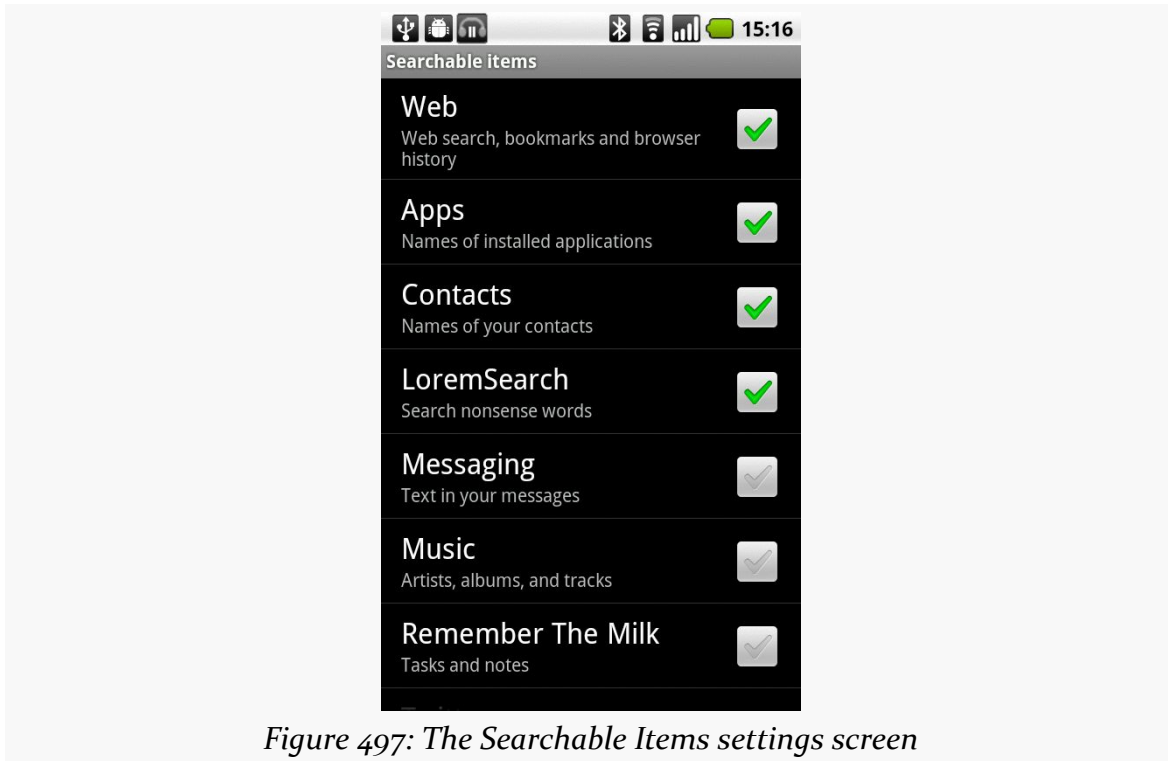 15:16
Searchable items
Web
Web search, bookmarks and browser
history
Apps
Names of installed applications
Contacts
Names of your contacts
LoremSearch
Search nonsense words
Messaging
Text in your messages
Music
Artists, albums, and tracks
Remember The Milk
Tasks and notes
Figure 497: The Searchable Items settings screen